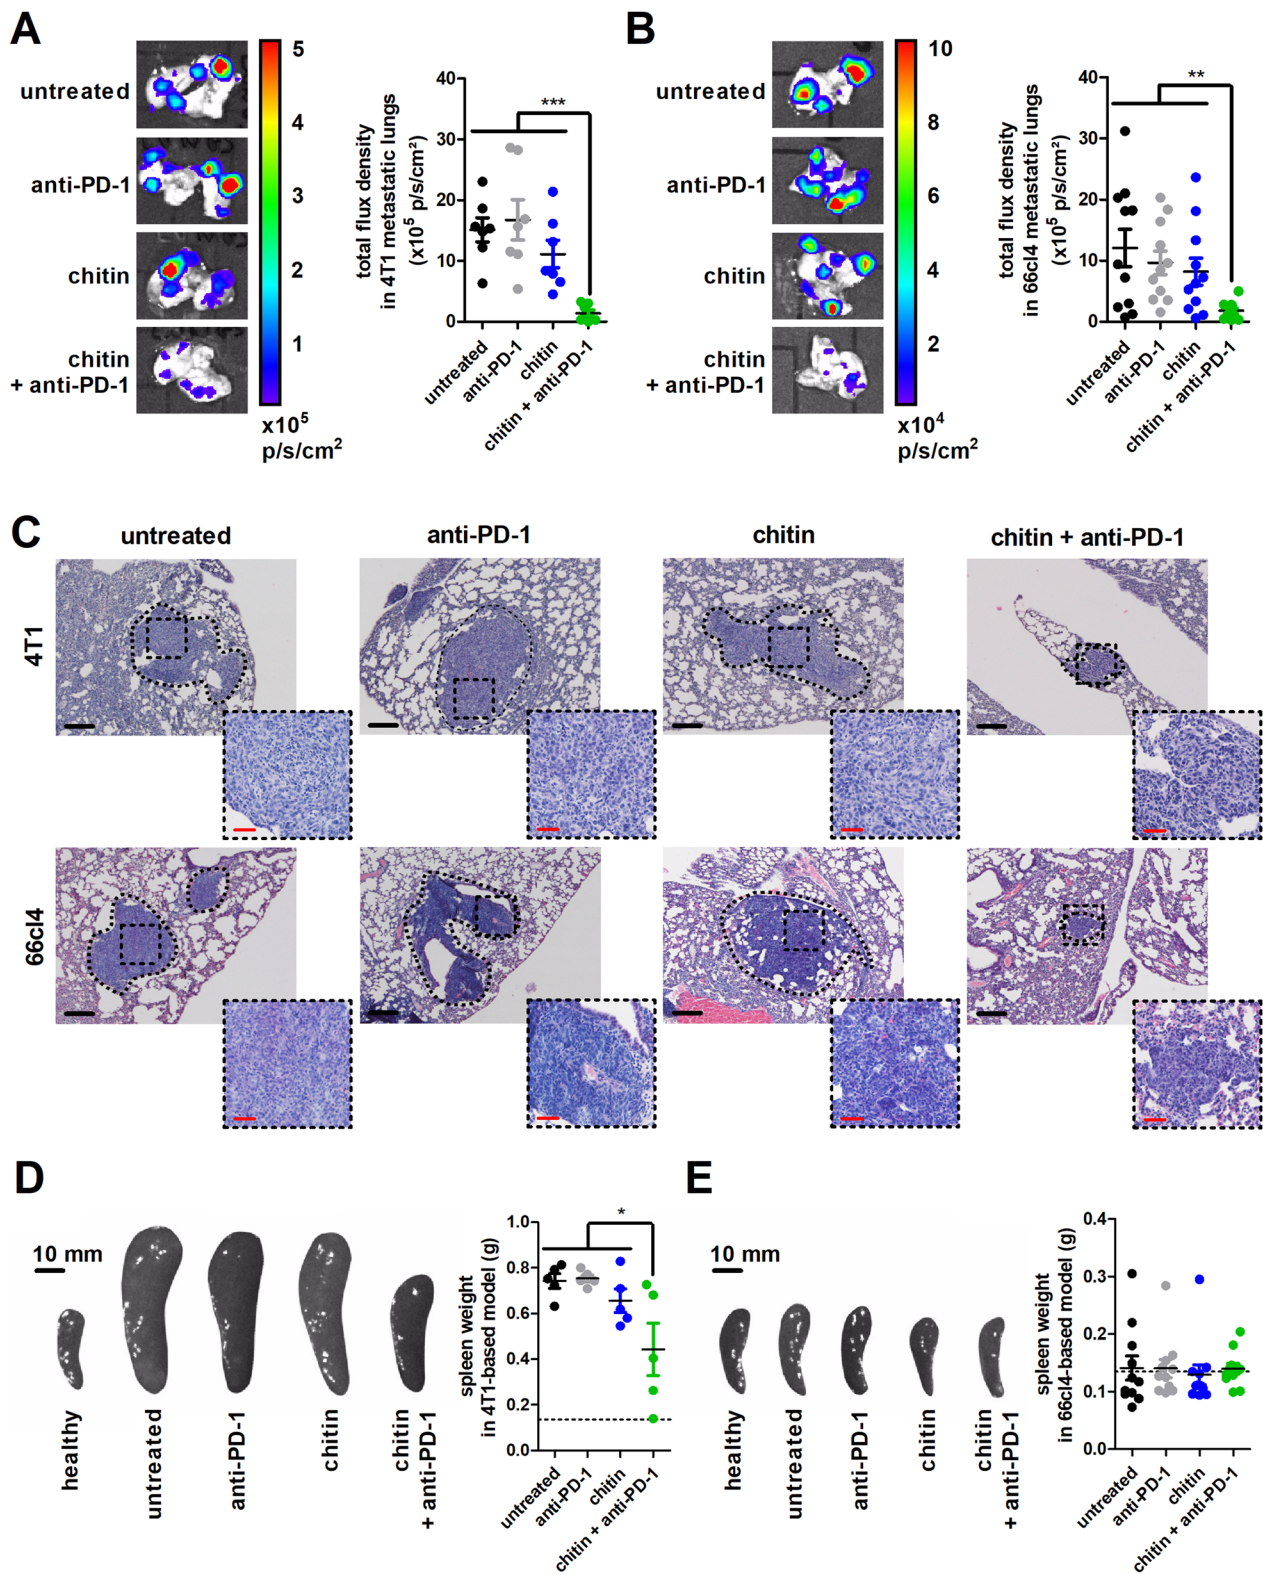 A
untreated
anti-PD-1
chitin
chitin
+ anti-PD-1
5
4
3
2
1
x10⁵
p/s/cm²
total flux density
in 4T1 metastatic lungs
(x10⁵ p/s/cm²)
40
30
20
10
0
***
untreated
anti-PD-1
chitin
chitin + anti-PD-1
B
untreated
anti-PD-1
chitin
chitin
+ anti-PD-1
10
8
6
4
2
x10⁴
p/s/cm²
total flux density
in 66cl4 metastatic lungs
(x10⁵ p/s/cm²)
40
30
20
10
0
**
untreated
anti-PD-1
chitin
chitin + anti-PD-1
C
untreated
anti-PD-1
chitin
chitin + anti-PD-1
4T1
66cl4
D
10 mm
healthy
untreated
anti-PD-1
chitin
chitin
+ anti-PD-1
spleen weight
in 4T1-based model (g)
1.0
0.8
0.6
0.4
0.2
0.0
*
untreated
anti-PD-1
chitin
chitin + anti-PD-1
E
10 mm
healthy
untreated
anti-PD-1
chitin
chitin
+ anti-PD-1
spleen weight
in 66cl4-based model (g)
0.4
0.3
0.2
0.1
0.0
untreated
anti-PD-1
chitin
chitin + anti-PD-1